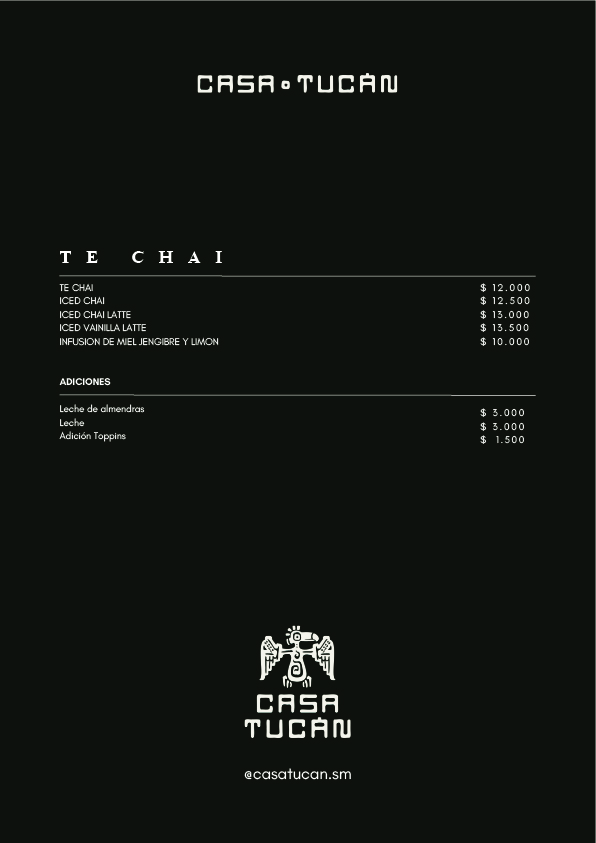 CASA TUCÁN
TE CHAI
TE CHAI $ 12.000
ICED CHAI $ 12.500
ICED CHAI LATTE $ 13.000
ICED VAINILLA LATTE $ 13.500
INFUSION DE MIEL JENGIBRE Y LIMON $ 10.000
ADICIONES
Leche de almendras $ 3.000
Leche $ 3.000
Adición Toppins $ 1.500
CASA
TUCÁN
@casatucan.sm